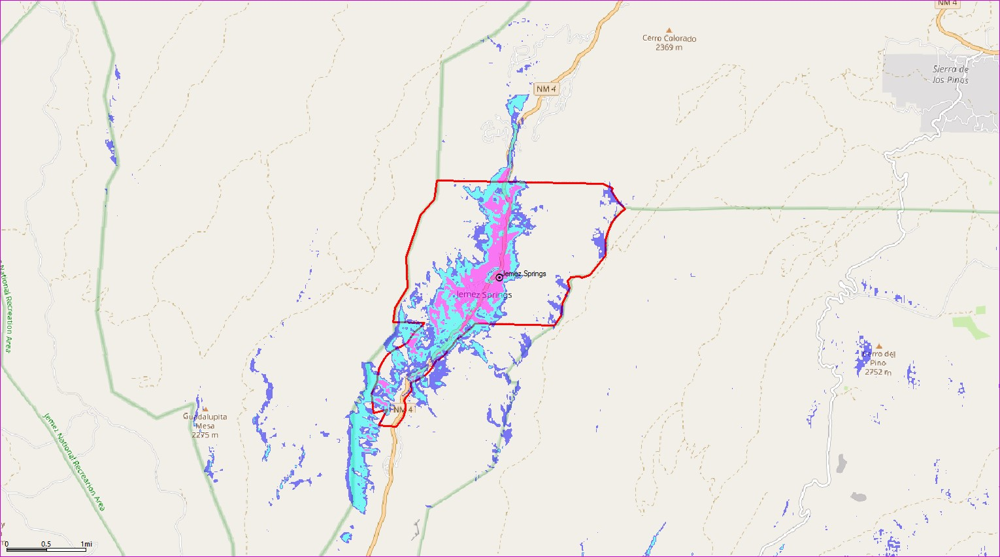 NM 4
Cerro Colorado
2369 m
Sierra de
los Pinos
NM 4
Jemez Springs
Jemez Springs
National Recreation Area
Cerro del
Pino
2752 m
Guadalupita
Mesa
2275 m
NM 4
Jemez National Recreation Area
y
0 0.5 1mi